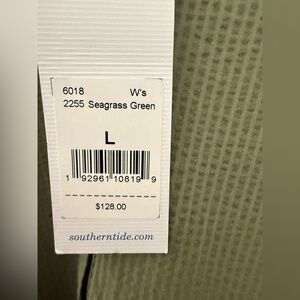 6018 W's
2255 Seagrass Green
L
1 92961 10819 9
$128.00
southerntide.com